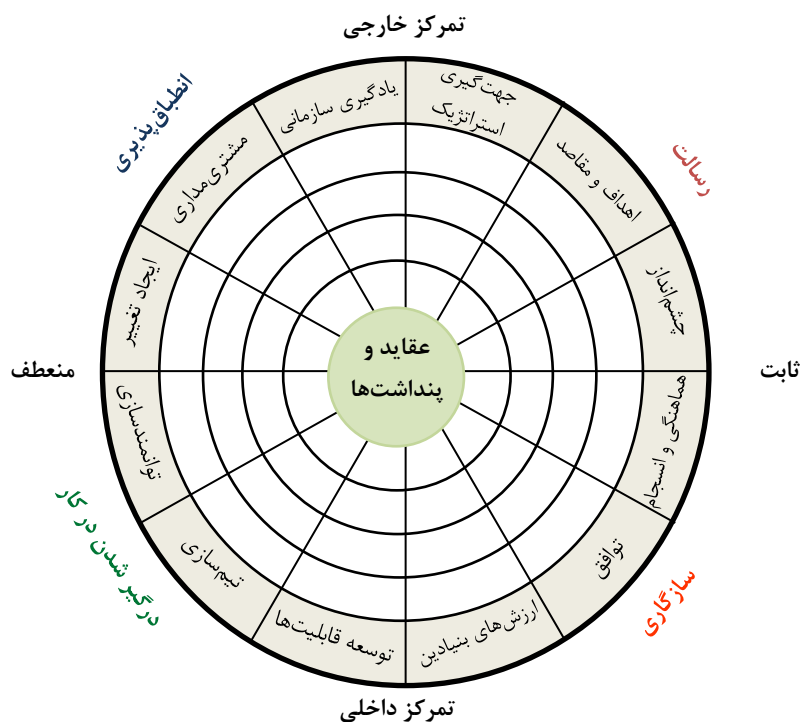 تمرکز خارجی
انطباق‌پذیری
رسالت
یادگیری سازمانی
جهت‌گیری
استراتژیک
مشتری‌مداری
اهداف و مقاصد
ایجاد تغییر
چشم‌انداز
عقاید و
پنداشت‌ها
منعطف
ثابت
توانمندسازی
هماهنگی و انسجام
تیم‌سازی
توافق
درگیر شدن در کار
سازگاری
توسعه قابلیت‌ها
ارزش‌های بنیادین
تمرکز داخلی